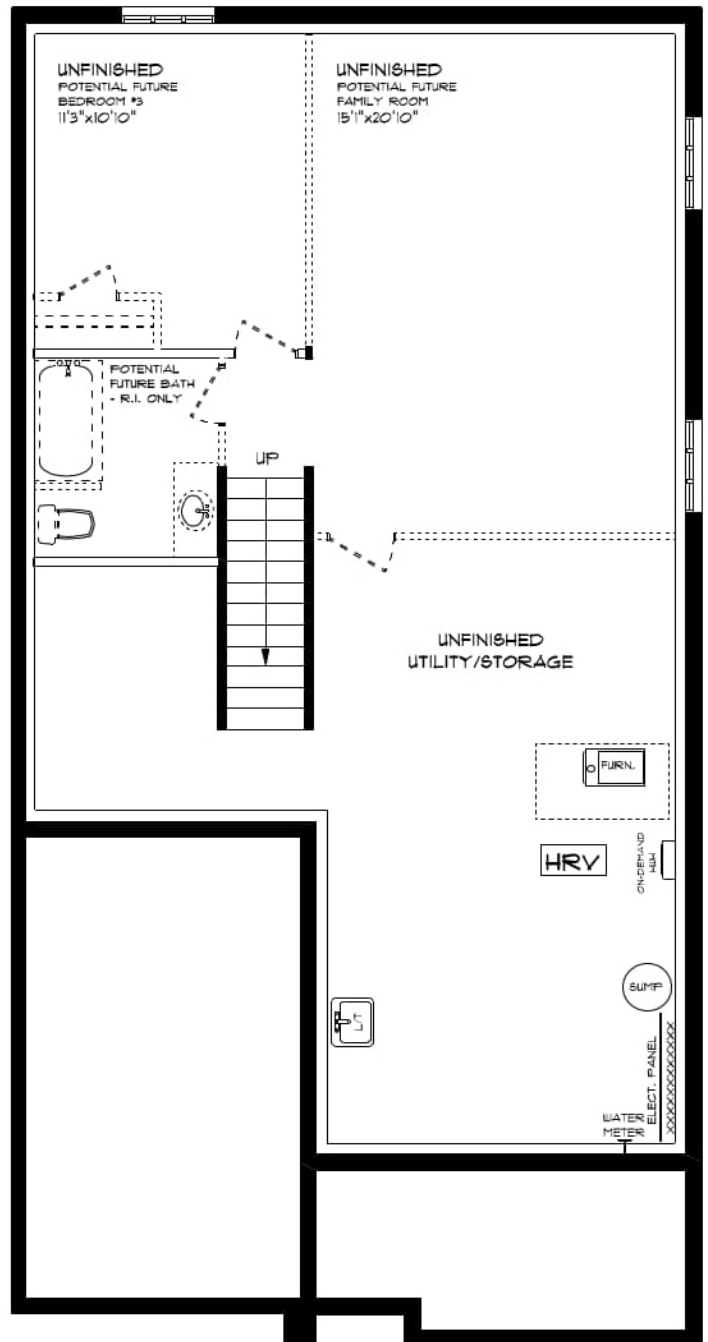 UNFINISHED
POTENTIAL FUTURE
BEDROOM #3
11'3"x10'10"
UNFINISHED
POTENTIAL FUTURE
FAMILY ROOM
15'1"x20'10"
POTENTIAL
FUTURE BATH
- R.I. ONLY
UP
UNFINISHED
UTILITY/STORAGE
FURN.
HRV
ON-DEMAND
HWH
SUMP
L/T
ELECT. PANEL
WATER
METER